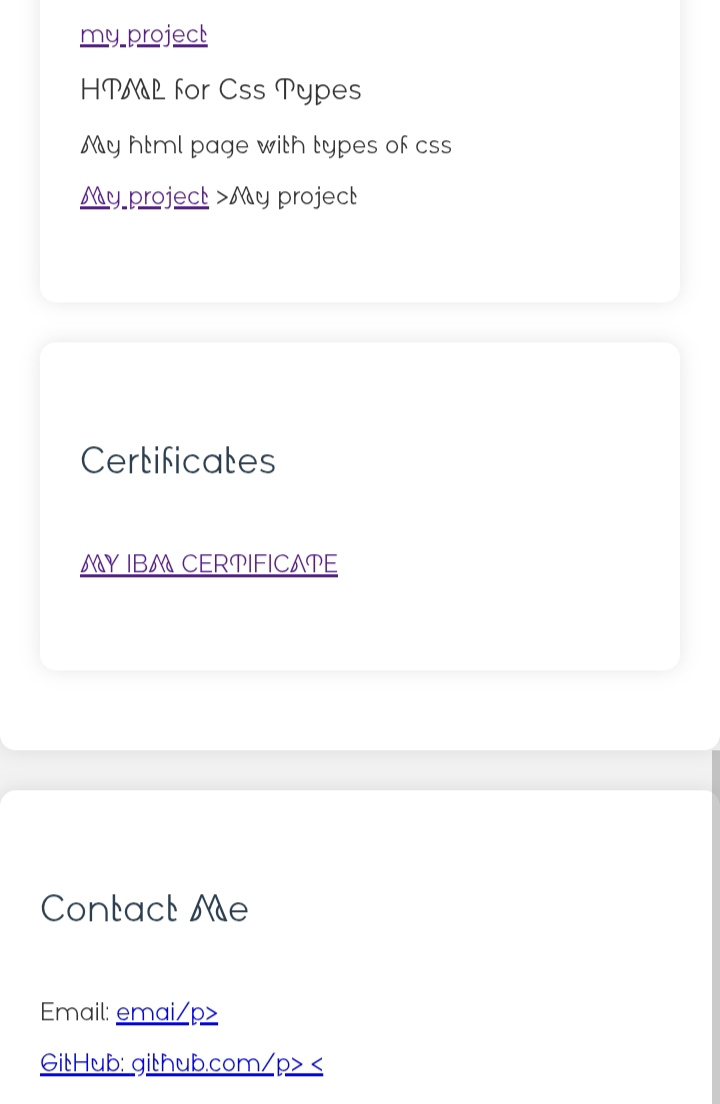 my project
HTML for Css Types
My html page with types of css
My project >My project
Certificates
MY IBM CERTIFICATE
Contact Me
Email: emai/p>
GitHub: github.com/p> <